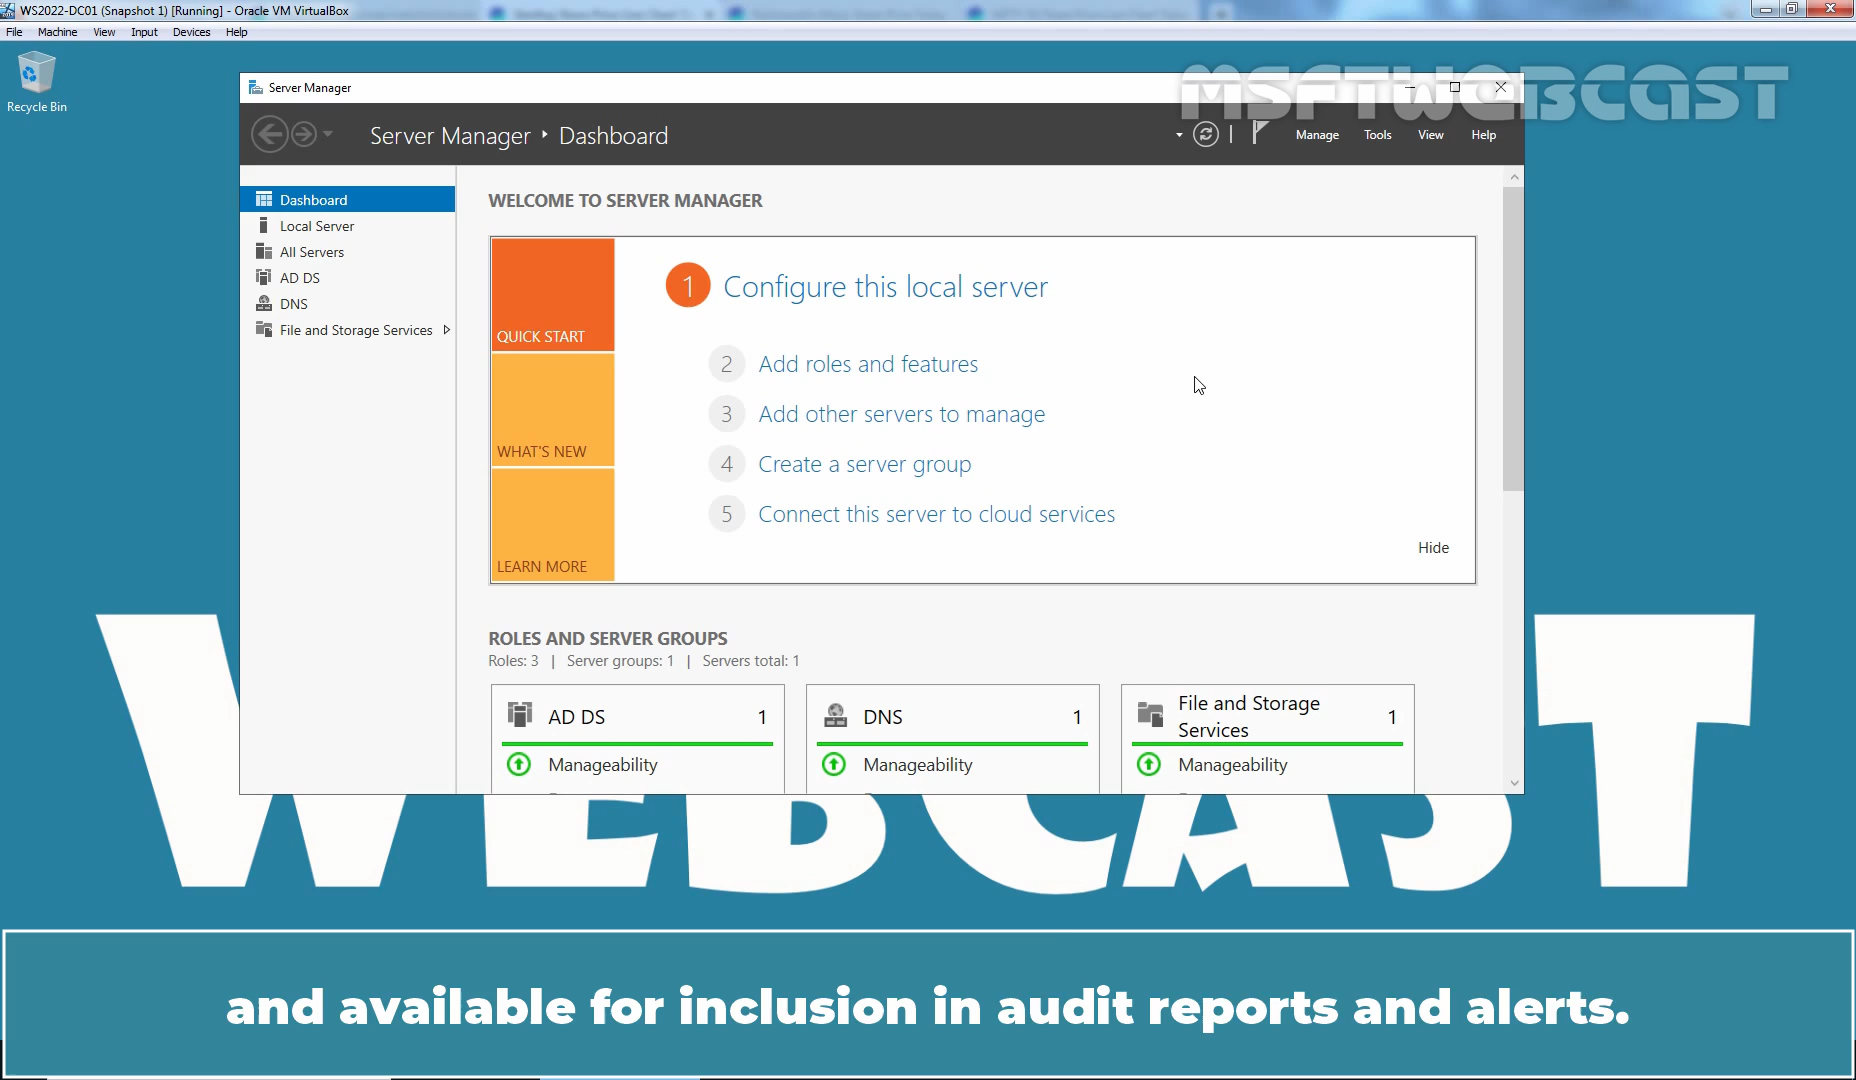 WS2022-DC01 (Snapshot 1) [Running] - Oracle VM VirtualBox
File Machine View Input Devices Help
Recycle Bin
MSFTWEBCAST
Server Manager
Server Manager Dashboard
Manage Tools View Help
Dashboard
Local Server
All Servers
AD DS
DNS
File and Storage Services
WELCOME TO SERVER MANAGER
QUICK START
WHAT'S NEW
LEARN MORE
1 Configure this local server
2 Add roles and features
3 Add other servers to manage
4 Create a server group
5 Connect this server to cloud services
Hide
ROLES AND SERVER GROUPS
Roles: 3 | Server groups: 1 | Servers total: 1
AD DS 1
Manageability
DNS 1
Manageability
File and Storage
Services 1
Manageability
WEBCAST
and available for inclusion in audit reports and alerts.